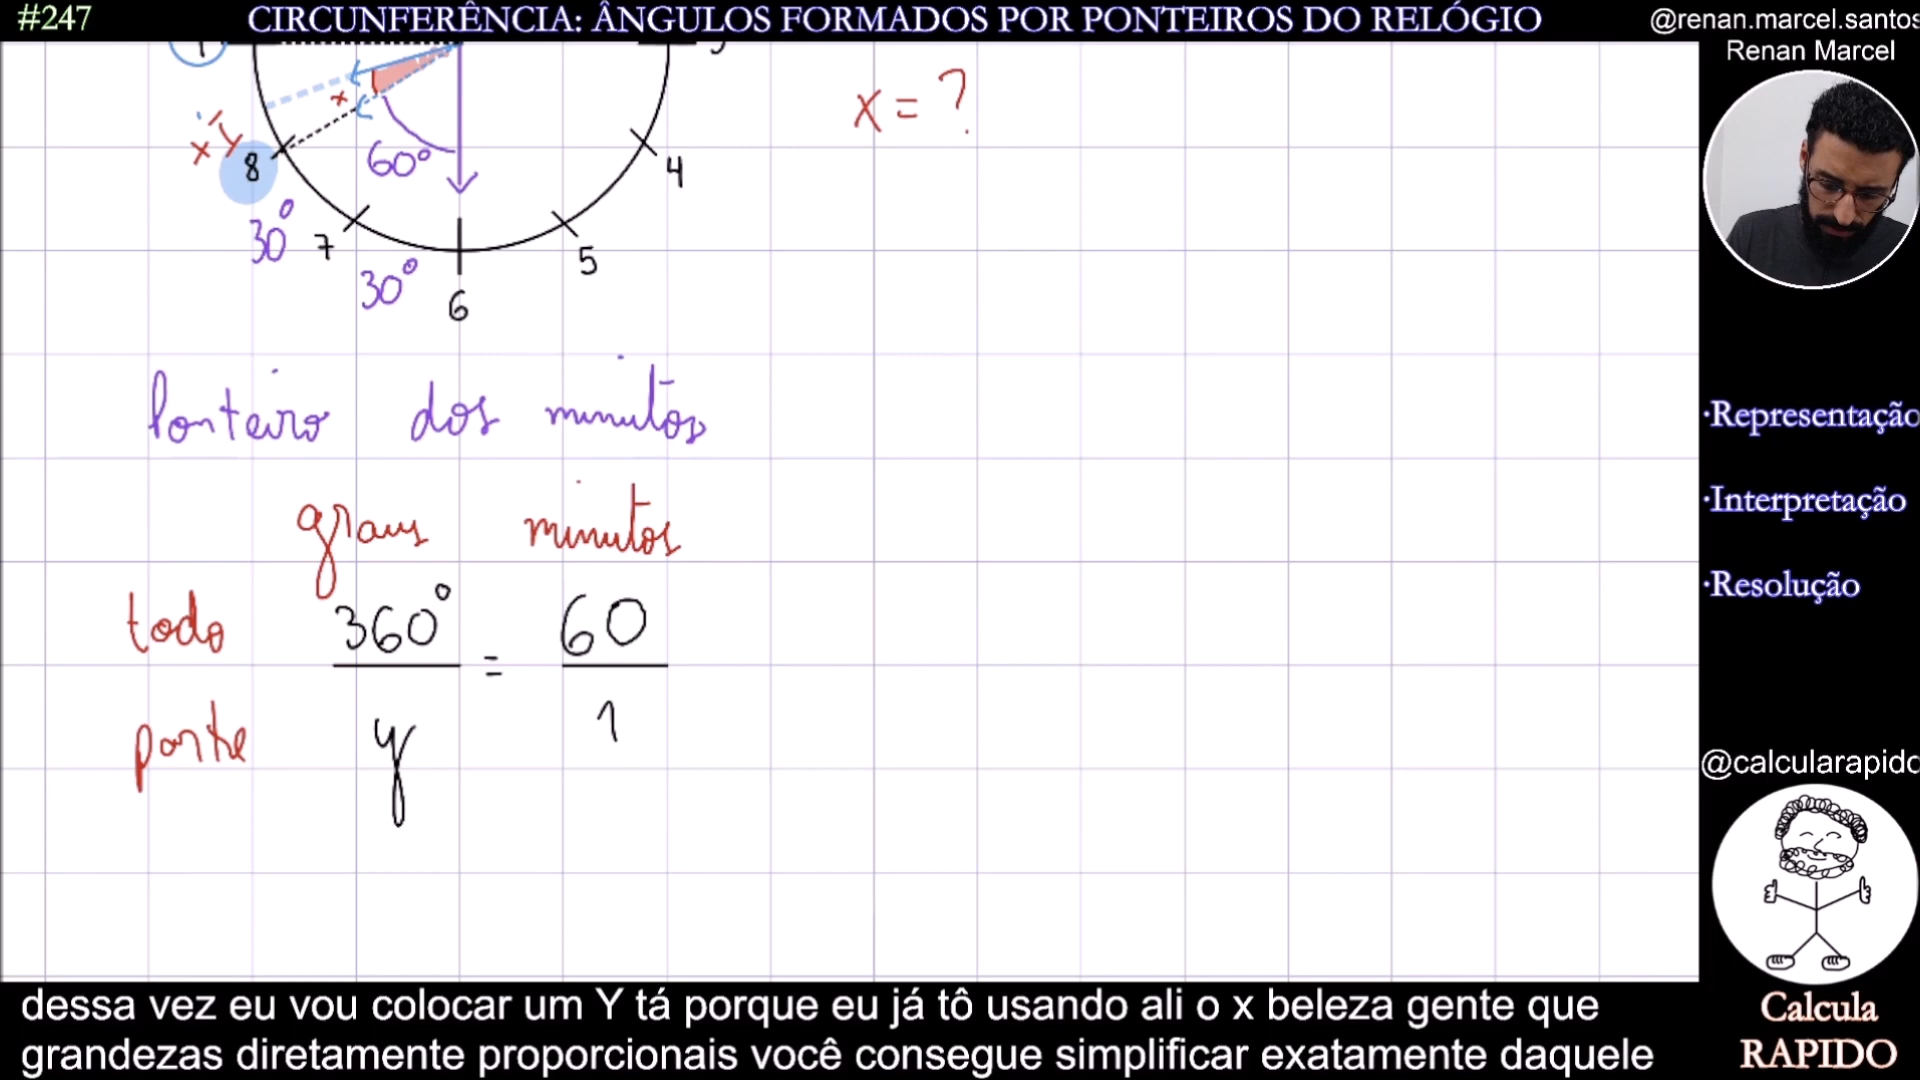 #247
CIRCUNFERÊNCIA: ÂNGULOS FORMADOS POR PONTEIROS DO RELÓGIO
@renan.marcel.santos
Renan Marcel
x = ?
x
8
60°
4
30°
7
30°
5
6
Ponteiro dos minutos
graus minutos
todo 360° = 60
parte y 1
·Representação
·Interpretação
·Resolução
@calcularapido
Calcula
RAPIDO
dessa vez eu vou colocar um Y tá porque eu já tô usando ali o x beleza gente que
grandezas diretamente proporcionais você consegue simplificar exatamente daquele